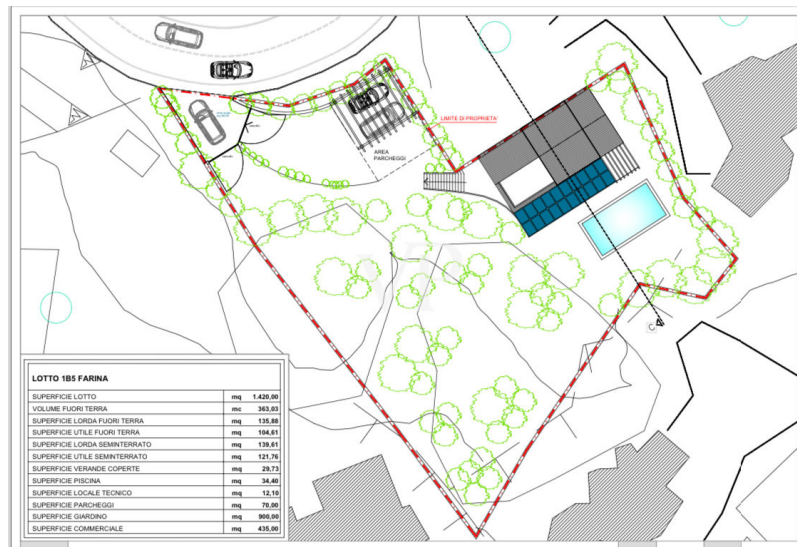 LIMITE DI PROPRIETA'
AREA
PARCHEGGI
C
LOTTO 1B5 FARINA
SUPERFICIE LOTTO mq 1.420,00
VOLUME FUORI TERRA mc 363,03
SUPERFICIE LORDA FUORI TERRA mq 135,88
SUPERFICIE UTILE FUORI TERRA mq 104,61
SUPERFICIE LORDA SEMINTERRATO mq 139,61
SUPERFICIE UTILE SEMINTERRATO mq 121,76
SUPERFICIE VERANDE COPERTE mq 29,73
SUPERFICIE PISCINA mq 34,40
SUPERFICIE LOCALE TECNICO mq 12,10
SUPERFICIE PARCHEGGI mq 70,00
SUPERFICIE GIARDINO mq 900,00
SUPERFICIE COMMERCIALE mq 435,00